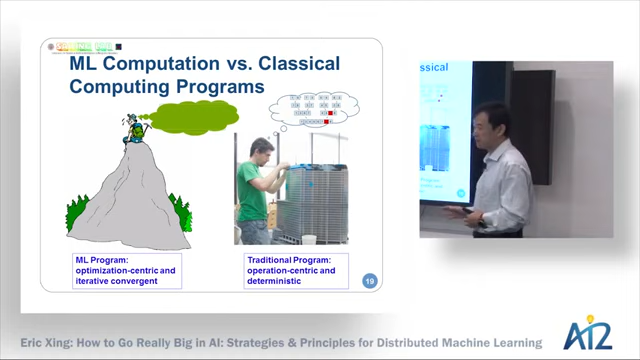 ML Computation vs. Classical
Computing Programs
ML Program:
optimization-centric and
iterative convergent
Traditional Program:
operation-centric and
deterministic
19
Eric Xing: How to Go Really Big in AI: Strategies & Principles for Distributed Machine Learning
AI2